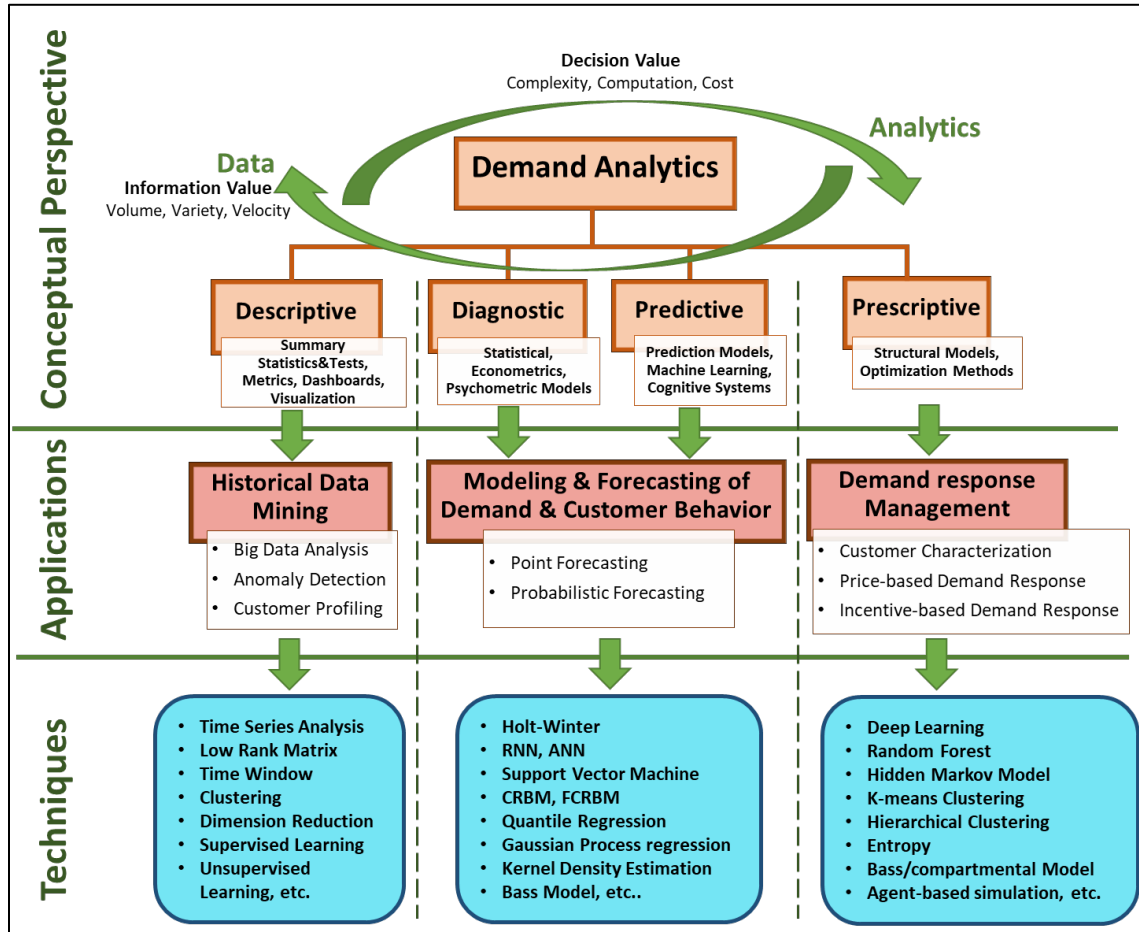 Conceptual Perspective
Decision Value
Complexity, Computation, Cost
Data
Analytics
Information Value
Volume, Variety, Velocity
Demand Analytics
Descriptive
Summary
Statistics&Tests,
Metrics, Dashboards,
Visualization
Diagnostic
Statistical,
Econometrics,
Psychometric Models
Predictive
Prediction Models,
Machine Learning,
Cognitive Systems
Prescriptive
Structural Models,
Optimization Methods
Applications
Historical Data
Mining
• Big Data Analysis
• Anomaly Detection
• Customer Profiling
Modeling & Forecasting of
Demand & Customer Behavior
• Point Forecasting
• Probabilistic Forecasting
Demand response
Management
• Customer Characterization
• Price-based Demand Response
• Incentive-based Demand Response
Techniques
• Time Series Analysis
• Low Rank Matrix
• Time Window
• Clustering
• Dimension Reduction
• Supervised Learning
• Unsupervised
Learning, etc.
• Holt-Winter
• RNN, ANN
• Support Vector Machine
• CRBM, FCRBM
• Quantile Regression
• Gaussian Process regression
• Kernel Density Estimation
• Bass Model, etc..
• Deep Learning
• Random Forest
• Hidden Markov Model
• K-means Clustering
• Hierarchical Clustering
• Entropy
• Bass/compartmental Model
• Agent-based simulation, etc.